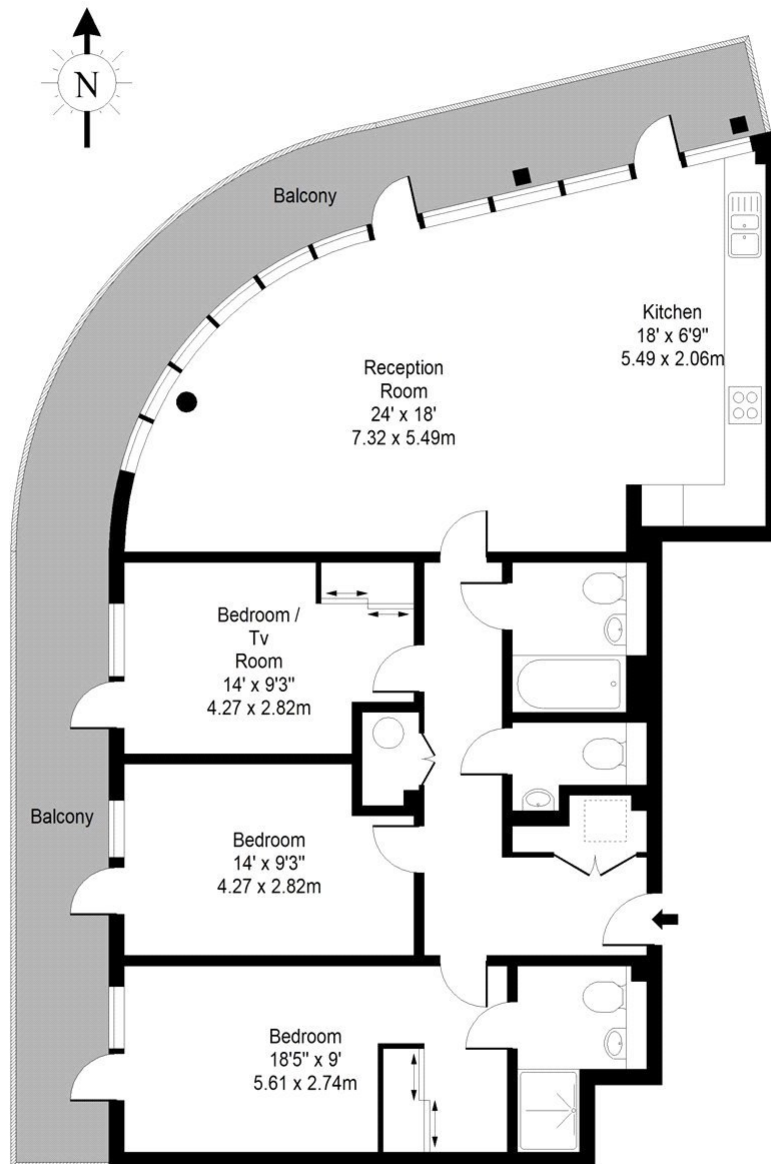 N
Balcony
Kitchen
18' x 6'9"
5.49 x 2.06m
Reception
Room
24' x 18'
7.32 x 5.49m
Bedroom /
Tv
Room
14' x 9'3"
4.27 x 2.82m
Balcony
Bedroom
14' x 9'3"
4.27 x 2.82m
Bedroom
18'5" x 9'
5.61 x 2.74m